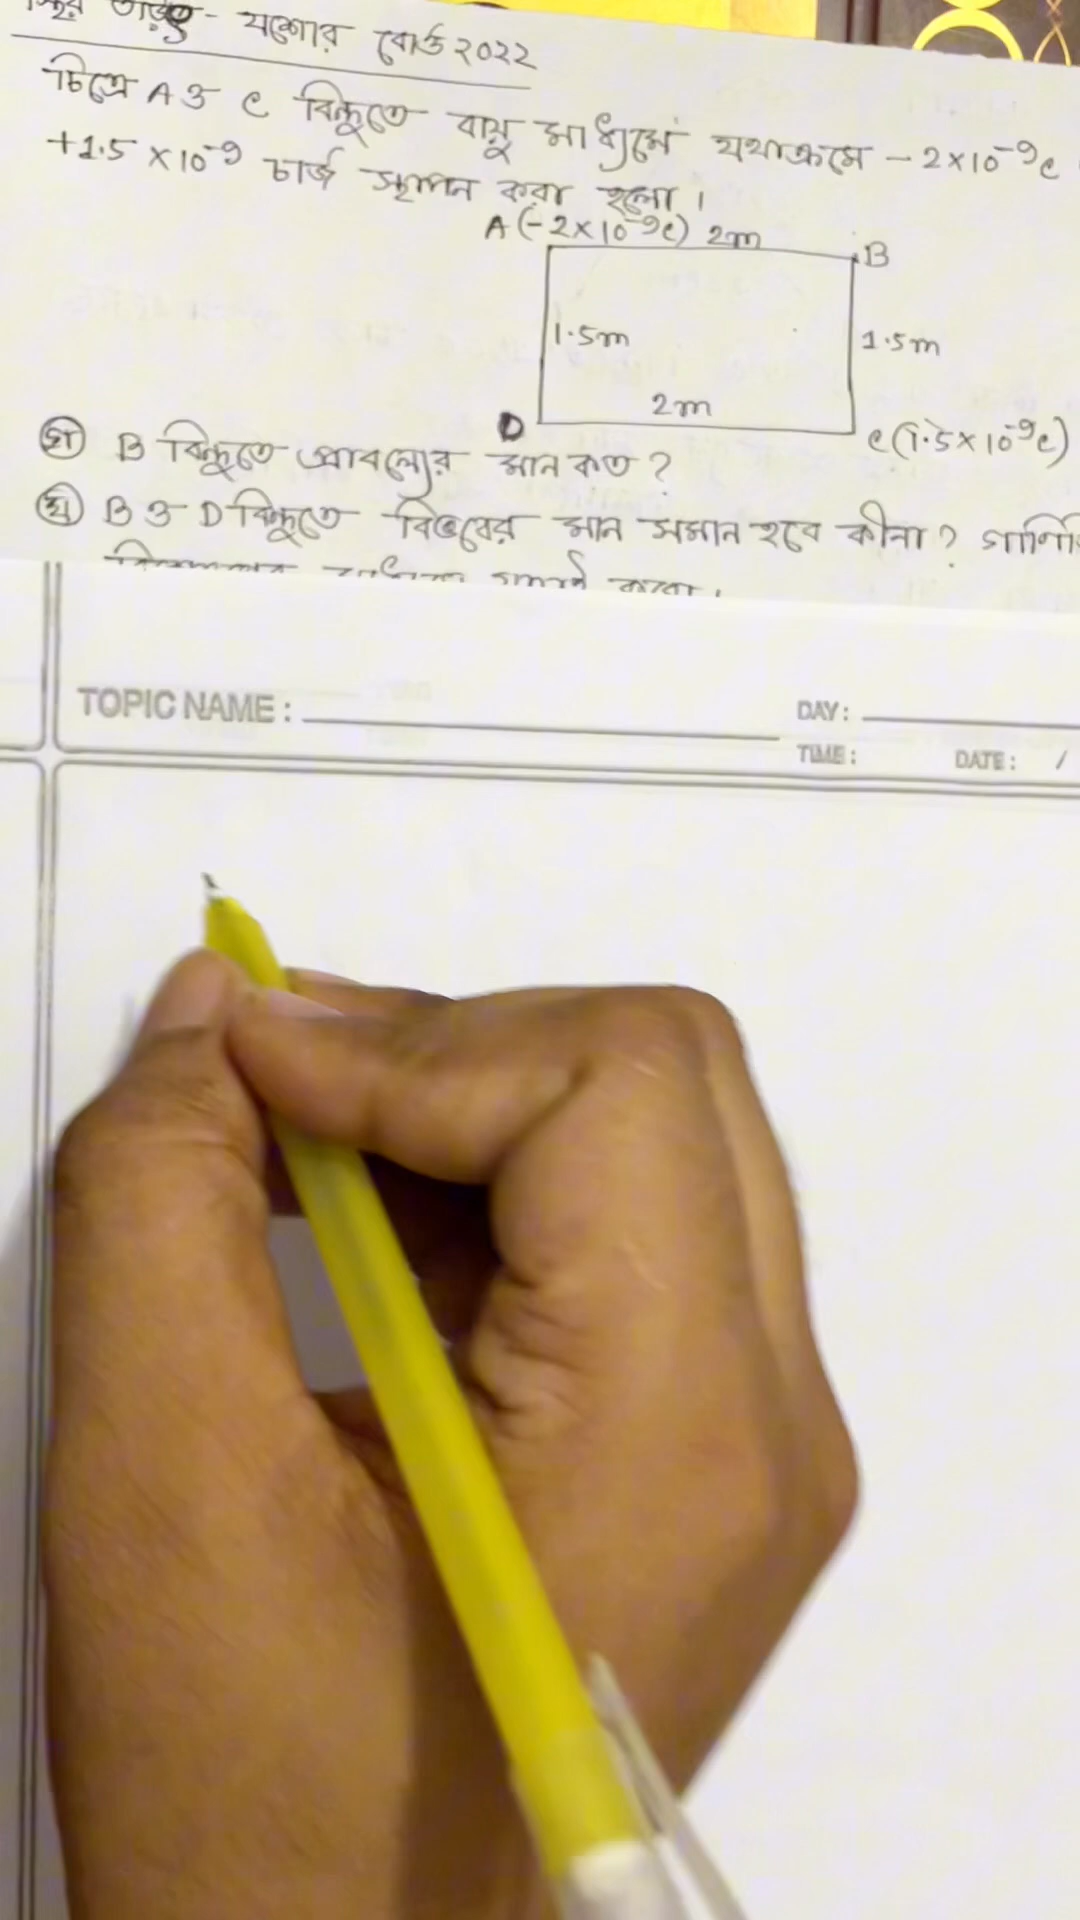 স্থির তড়িৎ - যশোর বোর্ড ২০২২
চিত্রে A ও C বিন্দুতে বায়ু মাধ্যমে যথাক্রমে - 2×10⁻⁹C
+1.5 ×10⁻⁹ চার্জ স্থাপন করা হলো।
A (-2×10⁻⁹C) 2m B
1.5m 1.5m
2m
D C (1.5×10⁻⁹C)
গ B বিন্দুতে প্রাবল্যের মান কত?
ঘ B ও D বিন্দুতে বিভবের মান সমান হবে কীনা?
করো।
TOPIC NAME :
DAY :
TIME : DATE : /